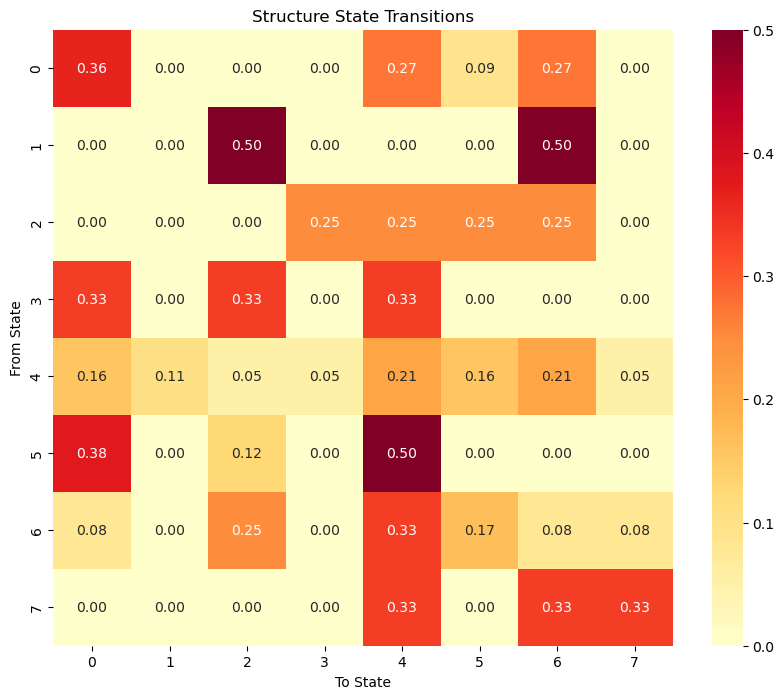 Structure State Transitions
From State
0 0.36 0.00 0.00 0.00 0.27 0.09 0.27 0.00
1 0.00 0.00 0.50 0.00 0.00 0.00 0.50 0.00
2 0.00 0.00 0.00 0.25 0.25 0.25 0.25 0.00
3 0.33 0.00 0.33 0.00 0.33 0.00 0.00 0.00
4 0.16 0.11 0.05 0.05 0.21 0.16 0.21 0.05
5 0.38 0.00 0.12 0.00 0.50 0.00 0.00 0.00
6 0.08 0.00 0.25 0.00 0.33 0.17 0.08 0.08
7 0.00 0.00 0.00 0.00 0.33 0.00 0.33 0.33
0 1 2 3 4 5 6 7
To State
0.5
0.4
0.3
0.2
0.1
0.0